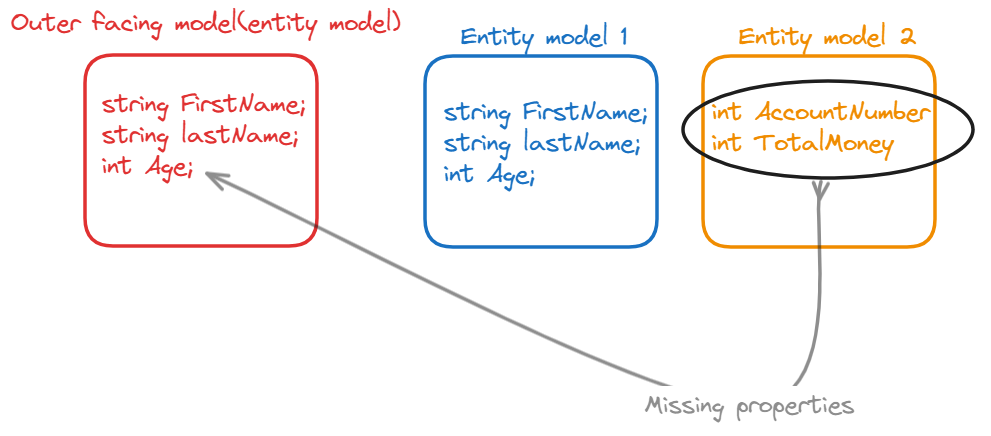 Outer facing model(entity model)
string FirstName;
string lastName;
int Age;
Entity model 1
string FirstName;
string lastName;
int Age;
Entity model 2
int AccountNumber
int TotalMoney
Missing properties